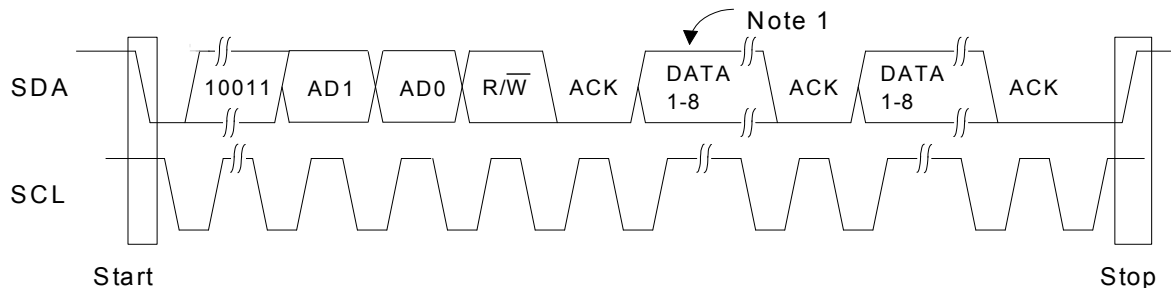 Note 1
SDA 10011 AD1 AD0 R/W̅ ACK DATA 1-8 ACK DATA 1-8 ACK
SCL
Start Stop